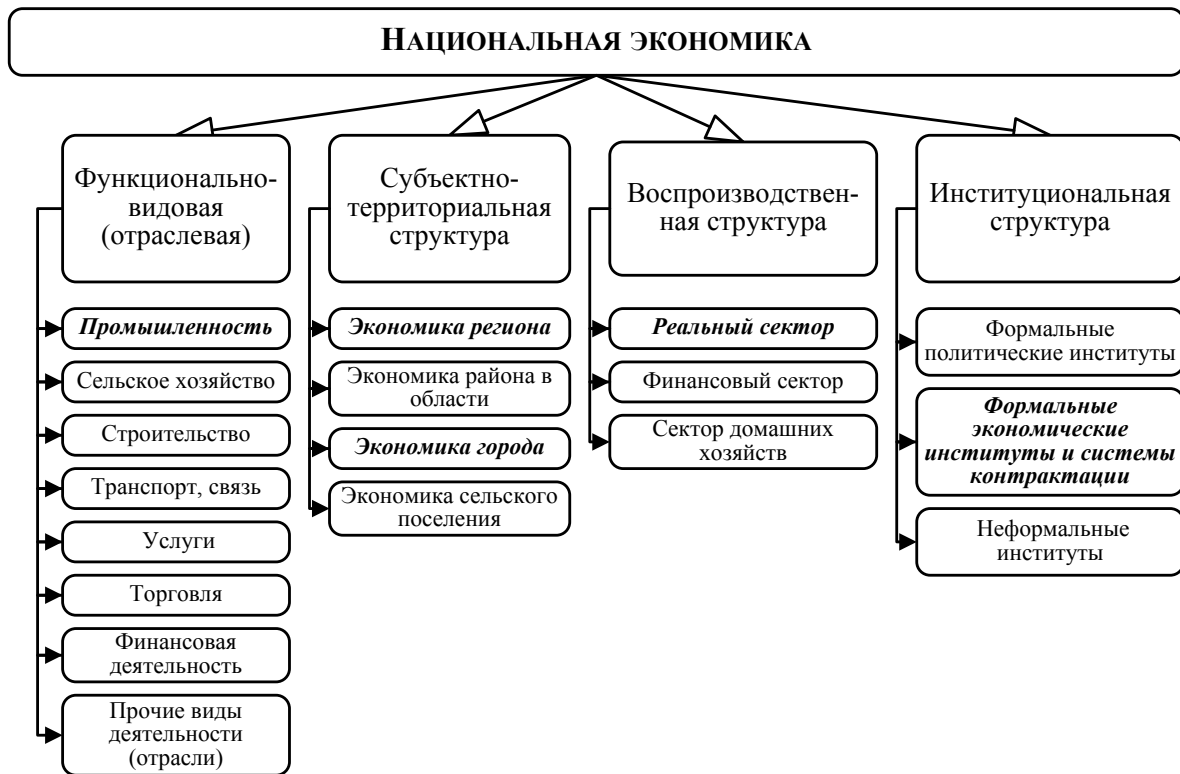 НАЦИОНАЛЬНАЯ ЭКОНОМИКА
Функционально-
видовая
(отраслевая)
Промышленность
Сельское хозяйство
Строительство
Транспорт, связь
Услуги
Торговля
Финансовая
деятельность
Прочие виды
деятельности
(отрасли)
Субъектно-
территориальная
структура
Экономика региона
Экономика района в
области
Экономика города
Экономика сельского
поселения
Воспроизводствен-
ная структура
Реальный сектор
Финансовый сектор
Сектор домашних
хозяйств
Институциональная
структура
Формальные
политические институты
Формальные
экономические
институты и системы
контрактации
Неформальные
институты